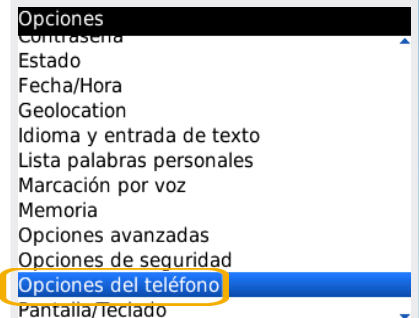 Opciones
Contraseña
Estado
Fecha/Hora
Geolocation
Idioma y entrada de texto
Lista palabras personales
Marcación por voz
Memoria
Opciones avanzadas
Opciones de seguridad
Opciones del teléfono
Pantalla/Teclado